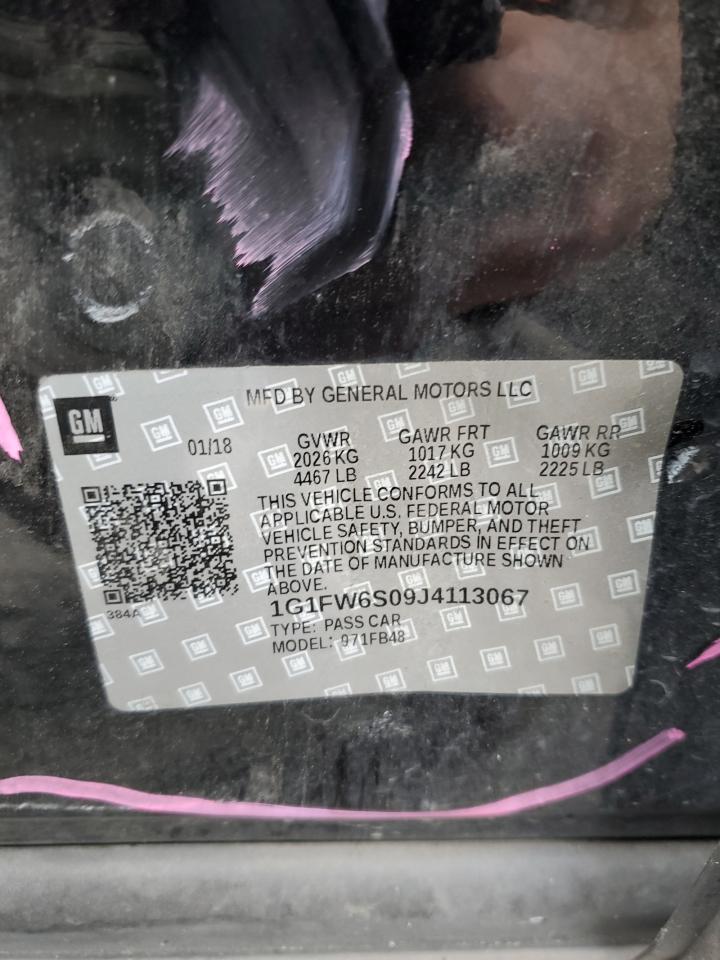 MFD BY GENERAL MOTORS LLC
GM
01/18
GVWR GAWR FRT GAWR RR
2026 KG 1017 KG 1009 KG
4467 LB 2242 LB 2225 LB
THIS VEHICLE CONFORMS TO ALL
APPLICABLE U.S. FEDERAL MOTOR
VEHICLE SAFETY, BUMPER, AND THEFT
PREVENTION STANDARDS IN EFFECT ON
THE DATE OF MANUFACTURE SHOWN
ABOVE.
384A
1G1FW6S09J4113067
TYPE: PASS CAR
MODEL: 971FB48